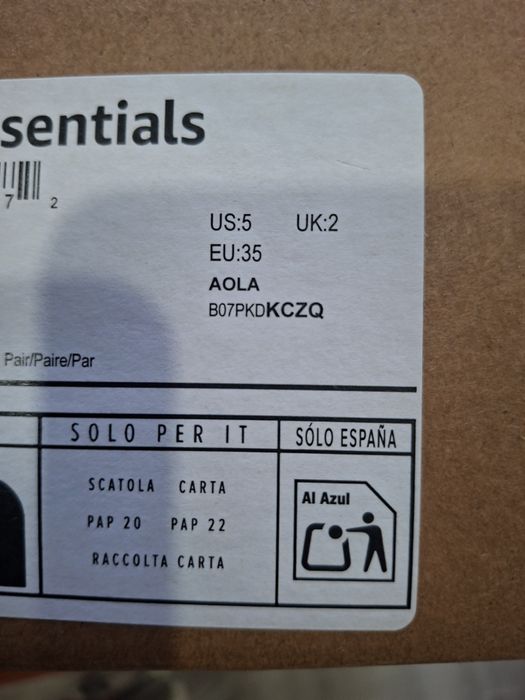 sentials
7 2
US:5 UK:2
EU:35
AOLA
B07PKDKCZQ
Pair/Paire/Par
SOLO PER IT
SÓLO ESPAÑA
SCATOLA CARTA
PAP 20 PAP 22
RACCOLTA CARTA
Al Azul